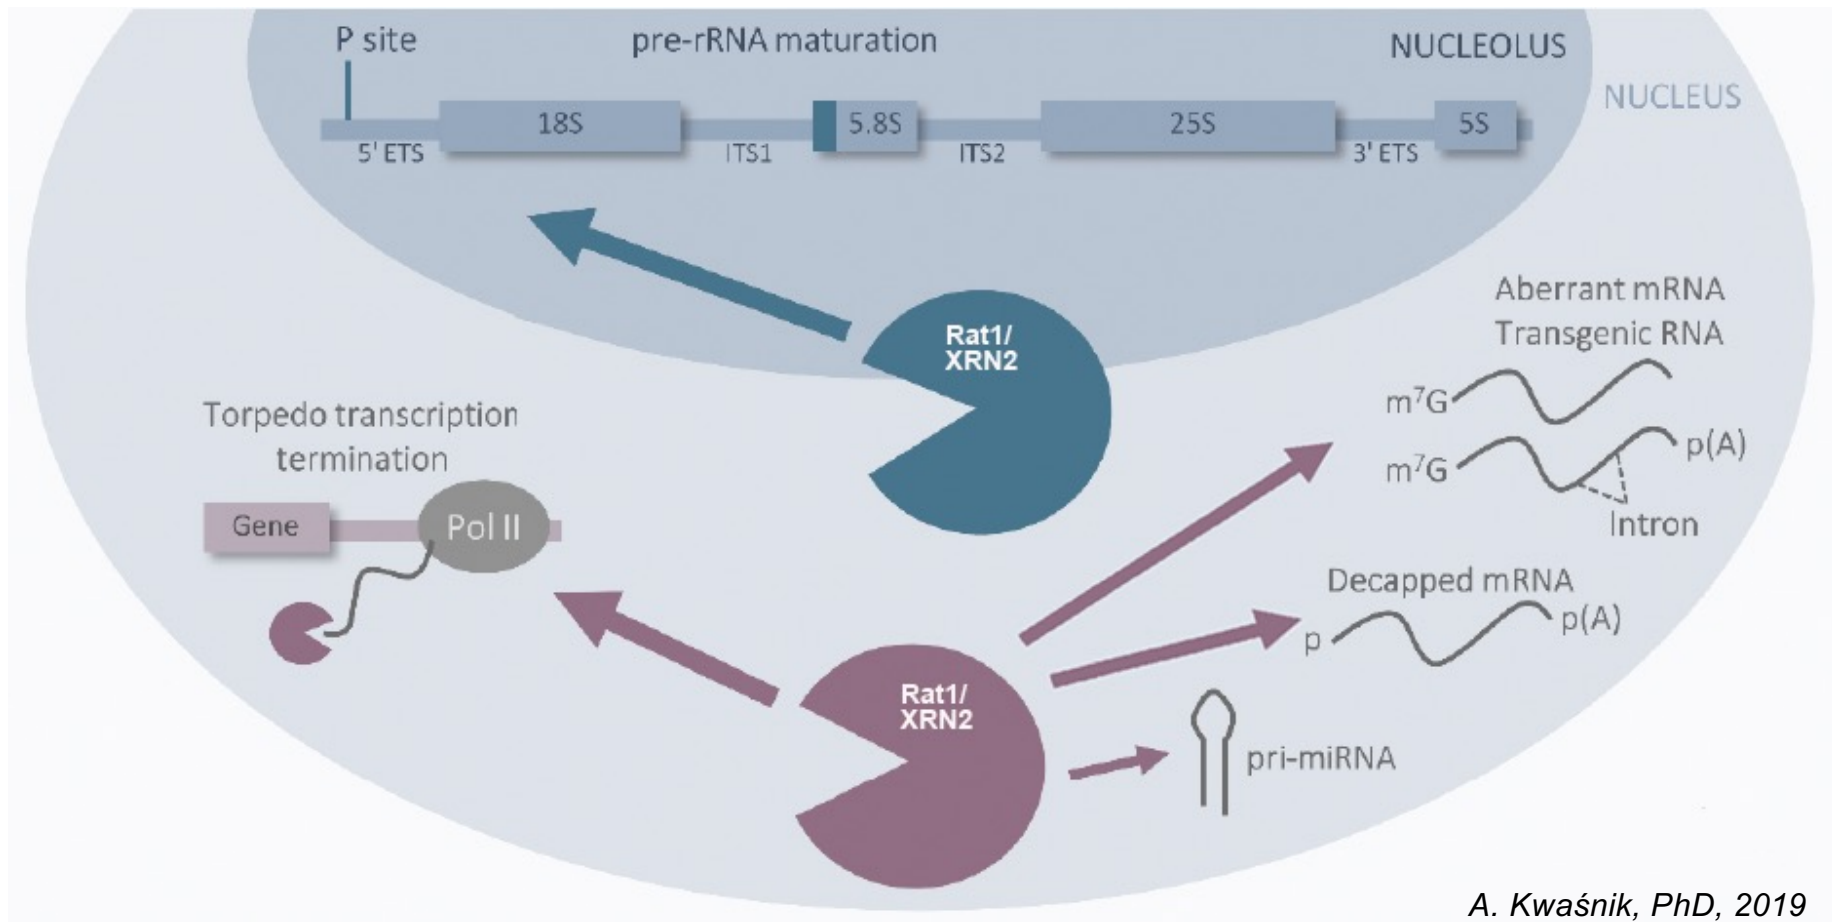 P site
pre-rRNA maturation
NUCLEOLUS
NUCLEUS
18S
5.8S
25S
5S
5' ETS
ITS1
ITS2
3' ETS
Rat1/
XRN2
Aberrant mRNA
Transgenic RNA
m⁷G
m⁷G
p(A)
Intron
Torpedo transcription
termination
Gene
Pol II
Decapped mRNA
p
p(A)
Rat1/
XRN2
pri-miRNA
A. Kwaśnik, PhD, 2019